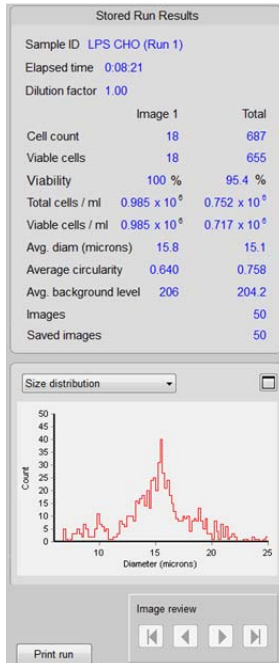 Stored Run Results
Sample ID LPS CHO (Run 1)
Elapsed time 0:08:21
Dilution factor 1.00
Image 1 Total
Cell count 18 687
Viable cells 18 655
Viability 100 % 95.4 %
Total cells / ml 0.985 x 10⁶ 0.752 x 10⁶
Viable cells / ml 0.985 x 10⁶ 0.717 x 10⁶
Avg. diam (microns) 15.8 15.1
Average circularity 0.640 0.758
Avg. background level 206 204.2
Images 50
Saved images 50
Size distribution
50
45
40
35
30
25
20
15
10
5
0
Count
10 15 20 25
Diameter (microns)
Image review
Print run